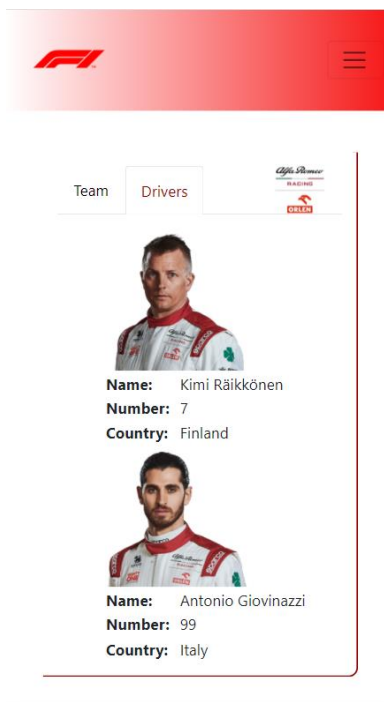 Team
Drivers
Alfa Romeo
RACING
ORLEN
Name: Kimi Räikkönen
Number: 7
Country: Finland
Name: Antonio Giovinazzi
Number: 99
Country: Italy